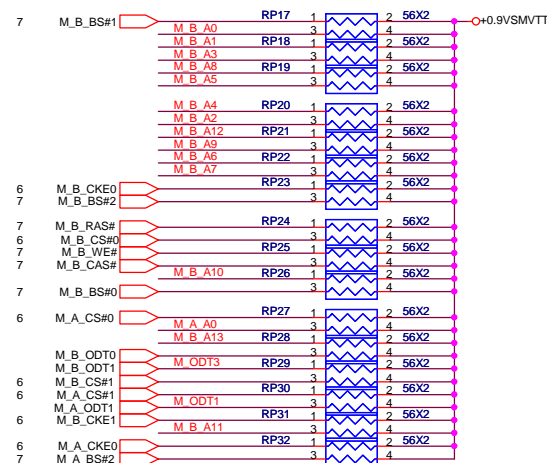 7 M_B_BS#1 RP17 1 2 56X2 +0.9VSMVTT
M_B_A0 3 4
M_B_A1 RP18 1 2 56X2
M_B_A3 3 4
M_B_A8 RP19 1 2 56X2
M_B_A5 3 4
M_B_A4 RP20 1 2 56X2
M_B_A2 3 4
M_B_A12 RP21 1 2 56X2
M_B_A9 3 4
M_B_A6 RP22 1 2 56X2
M_B_A7 3 4
6 M_B_CKE0 RP23 1 2 56X2
7 M_B_BS#2 3 4
7 M_B_RAS# RP24 1 2 56X2
6 M_B_CS#0 3 4
7 M_B_WE# RP25 1 2 56X2
7 M_B_CAS# 3 4
M_B_A10 RP26 1 2 56X2
7 M_B_BS#0 3 4
6 M_A_CS#0 RP27 1 2 56X2
M_A_A0 3 4
M_B_A13 RP28 1 2 56X2
M_B_ODT0 3 4
M_B_ODT1 M_ODT3 RP29 1 2 56X2
6 M_B_CS#1 3 4
6 M_A_CS#1 RP30 1 2 56X2
M_A_ODT1 M_ODT1 3 4
6 M_B_CKE1 RP31 1 2 56X2
M_B_A11 3 4
6 M_A_CKE0 RP32 1 2 56X2
7 M_A_BS#2 3 4